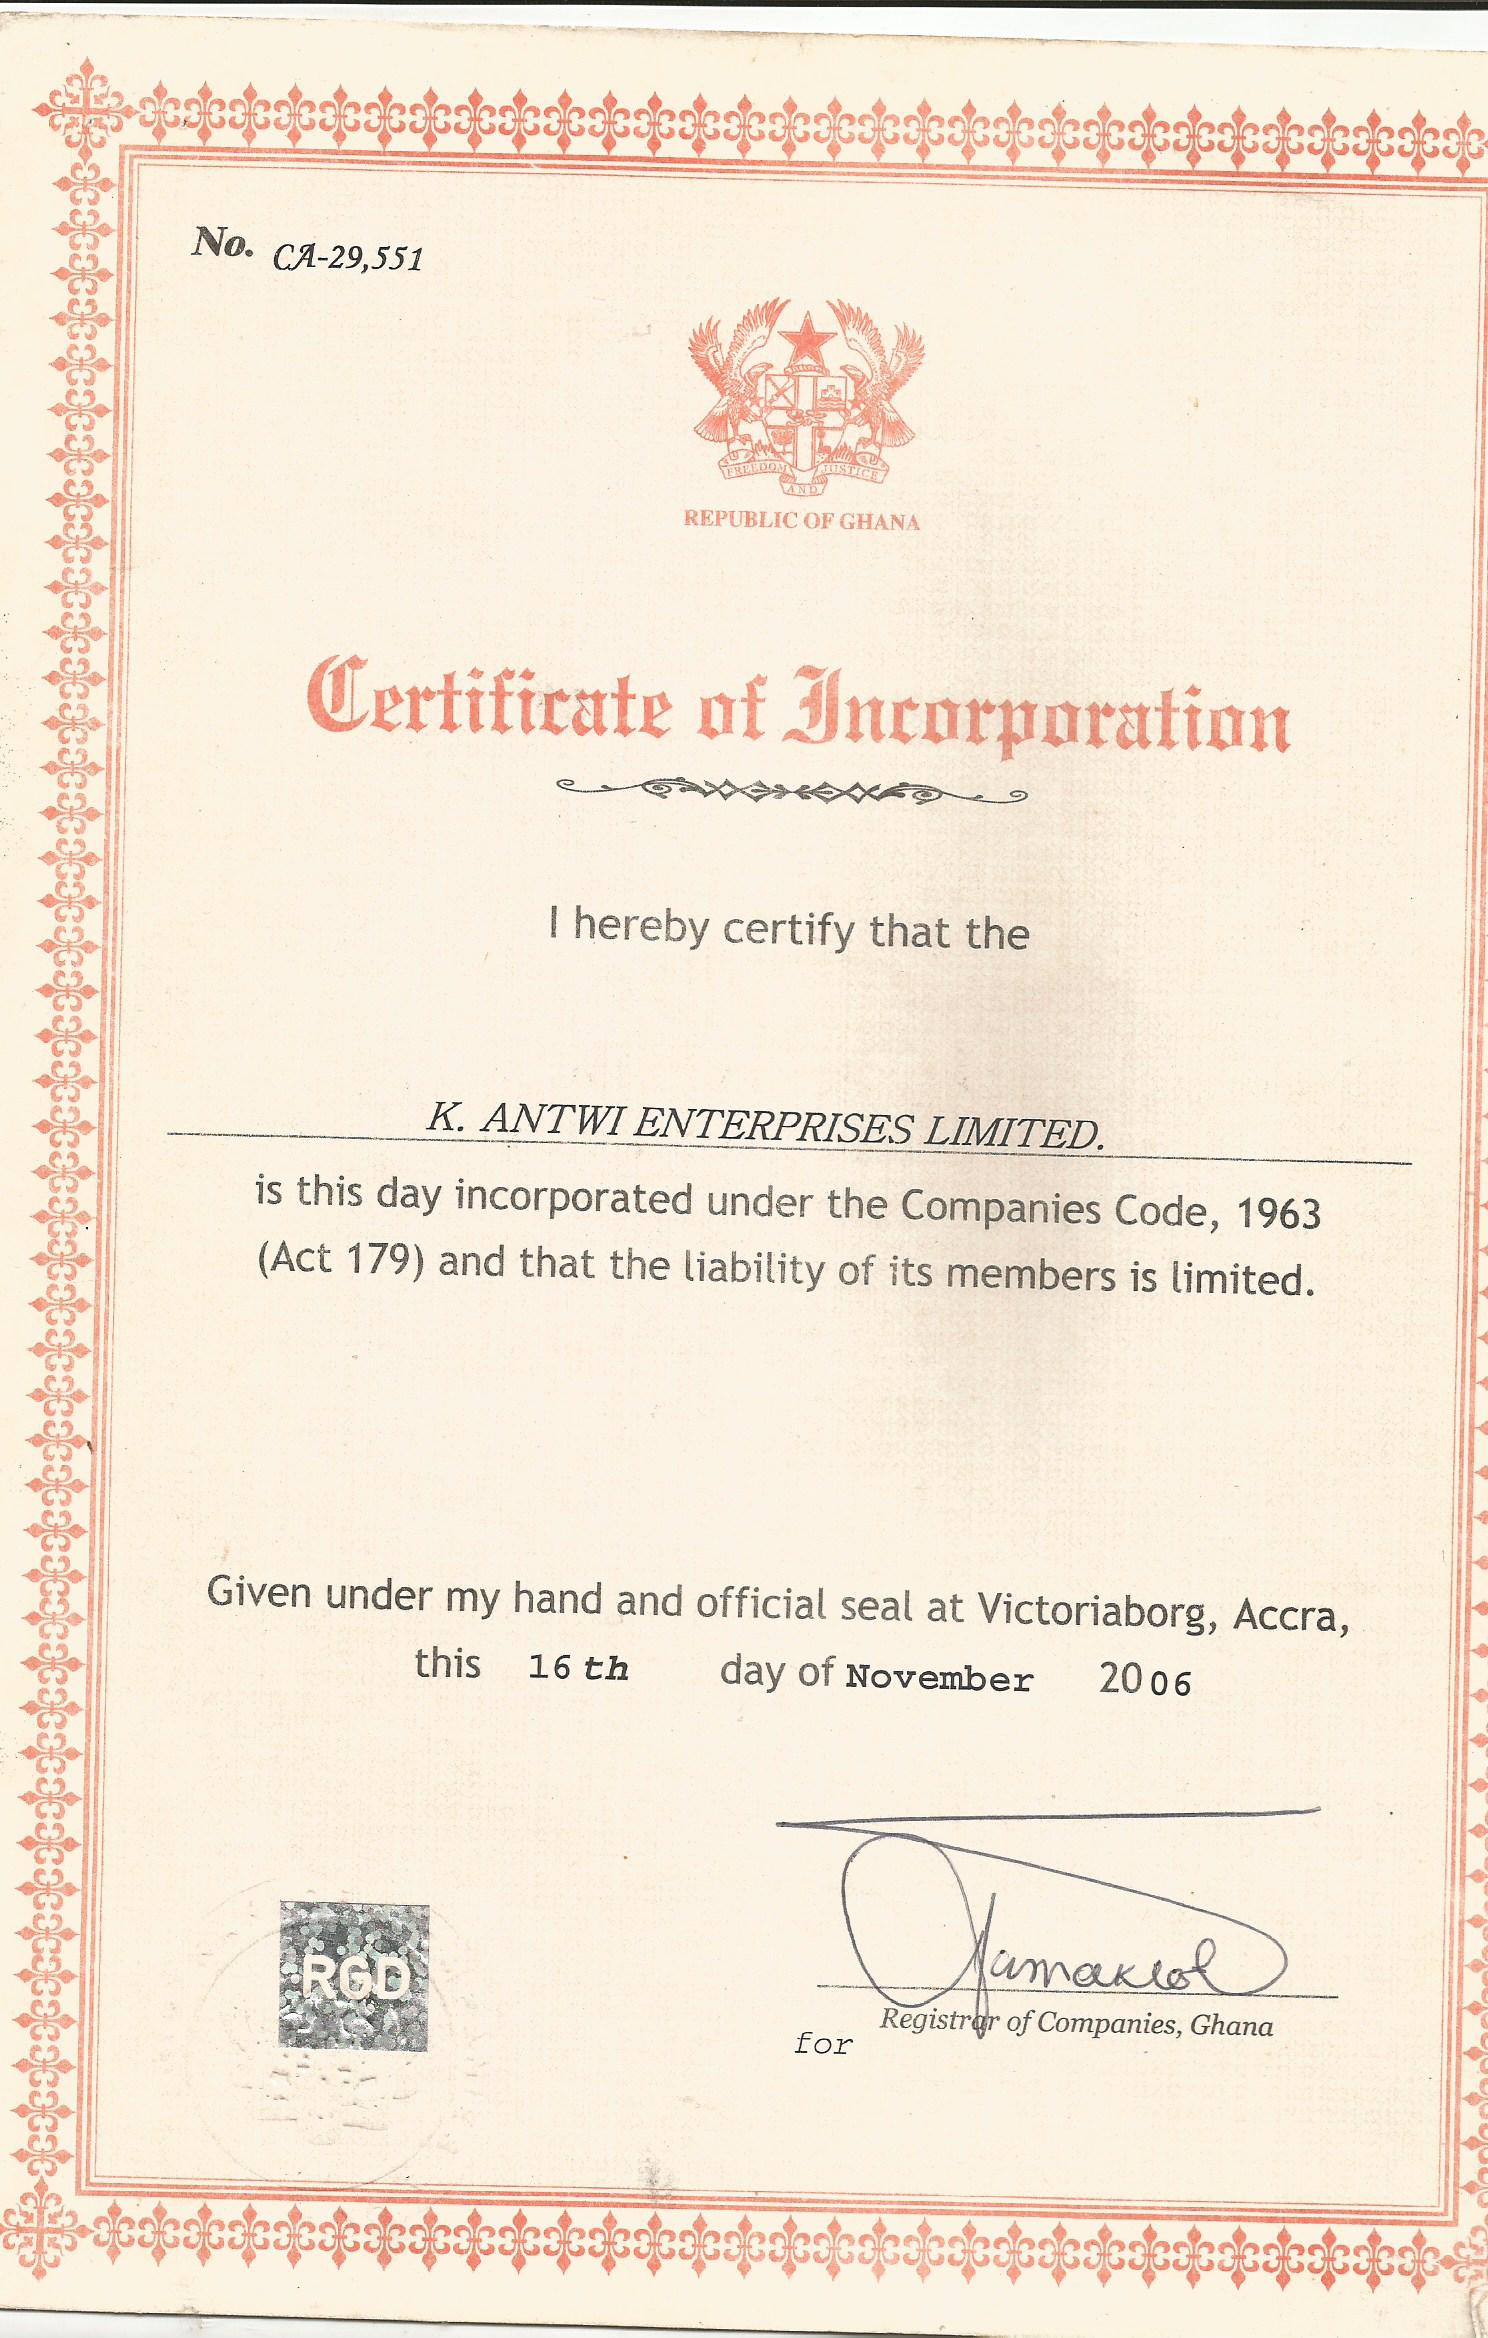 No. CA-29,551
FREEDOM AND JUSTICE
REPUBLIC OF GHANA
Certificate of Incorporation
I hereby certify that the
K. ANTWI ENTERPRISES LIMITED.
is this day incorporated under the Companies Code, 1963
(Act 179) and that the liability of its members is limited.
Given under my hand and official seal at Victoriaborg, Accra,
this 16th day of November 2006
RGD
Registrar of Companies, Ghana
for